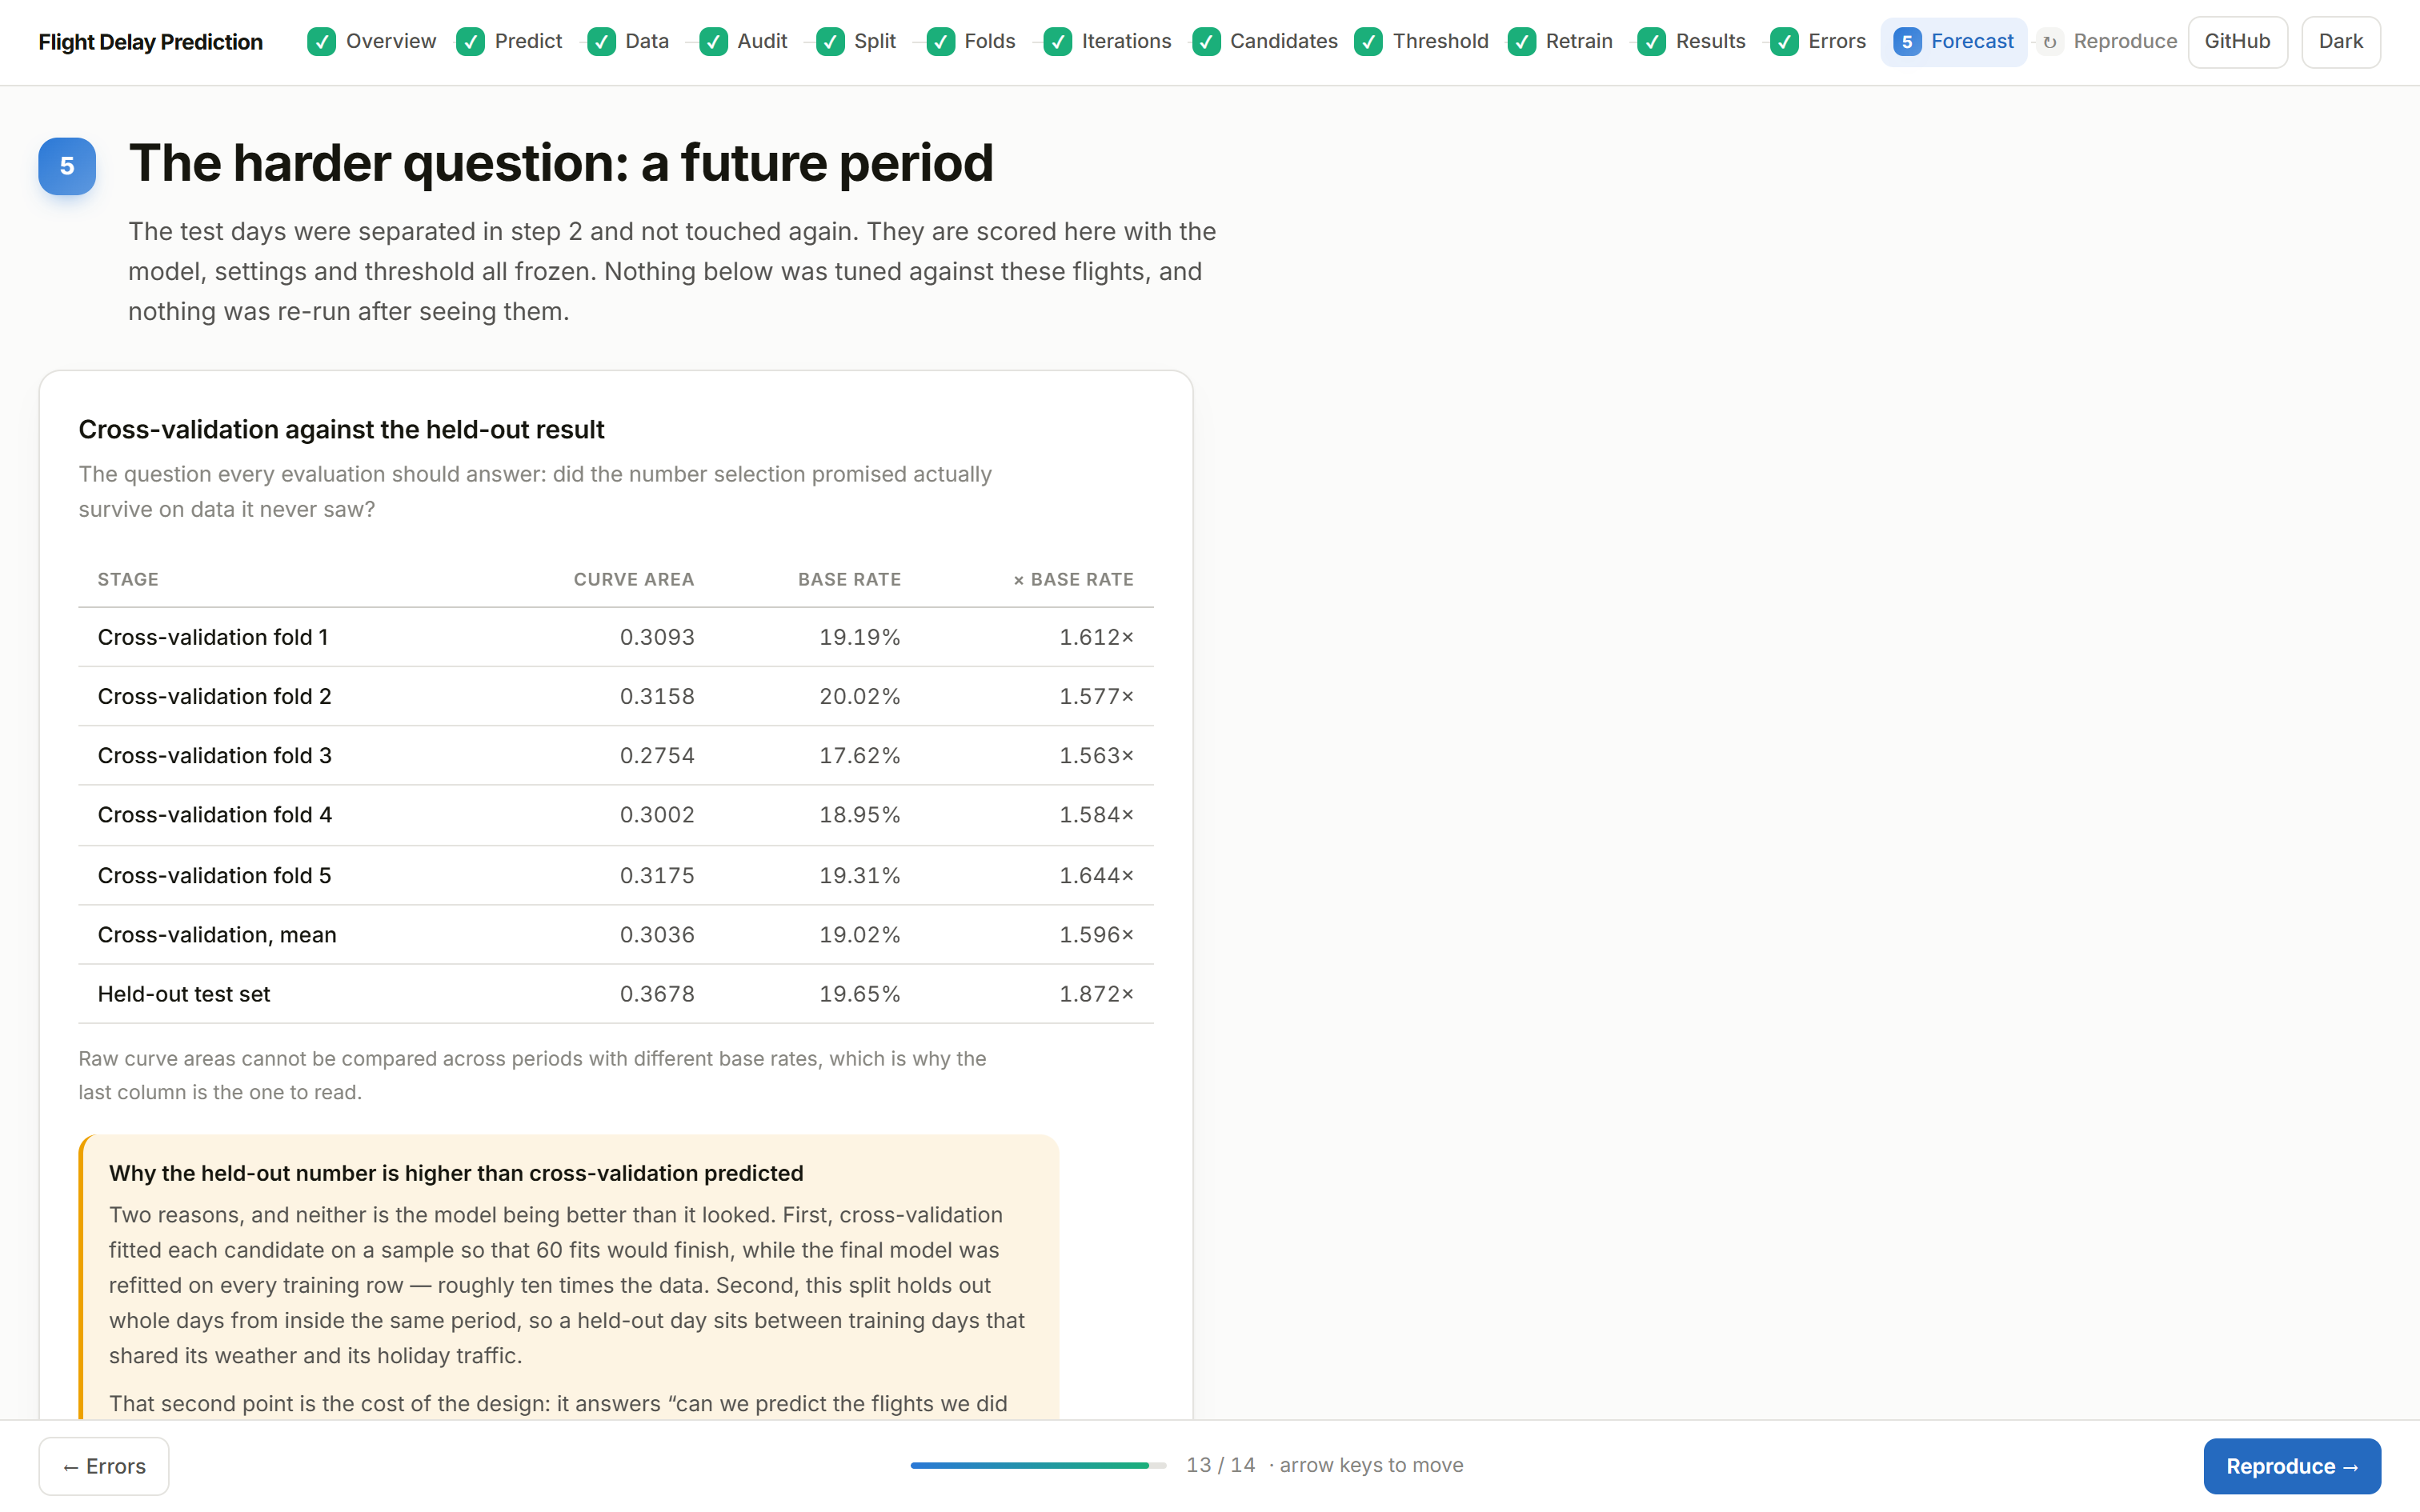 Flight Delay Prediction ✓ Overview ✓ Predict ✓ Data ✓ Audit ✓ Split ✓ Folds ✓ Iterations ✓ Candidates ✓ Threshold ✓ Retrain ✓ Results ✓ Errors 5 Forecast ↻ Reproduce GitHub Dark
5 The harder question: a future period
The test days were separated in step 2 and not touched again. They are scored here with the
model, settings and threshold all frozen. Nothing below was tuned against these flights, and
nothing was re-run after seeing them.
Cross-validation against the held-out result
The question every evaluation should answer: did the number selection promised actually
survive on data it never saw?
STAGE CURVE AREA BASE RATE × BASE RATE
Cross-validation fold 1 0.3093 19.19% 1.612×
Cross-validation fold 2 0.3158 20.02% 1.577×
Cross-validation fold 3 0.2754 17.62% 1.563×
Cross-validation fold 4 0.3002 18.95% 1.584×
Cross-validation fold 5 0.3175 19.31% 1.644×
Cross-validation, mean 0.3036 19.02% 1.596×
Held-out test set 0.3678 19.65% 1.872×
Raw curve areas cannot be compared across periods with different base rates, which is why the
last column is the one to read.
Why the held-out number is higher than cross-validation predicted
Two reasons, and neither is the model being better than it looked. First, cross-validation
fitted each candidate on a sample so that 60 fits would finish, while the final model was
refitted on every training row — roughly ten times the data. Second, this split holds out
whole days from inside the same period, so a held-out day sits between training days that
shared its weather and its holiday traffic.
That second point is the cost of the design: it answers “can we predict the flights we did
← Errors 13 / 14 · arrow keys to move Reproduce →